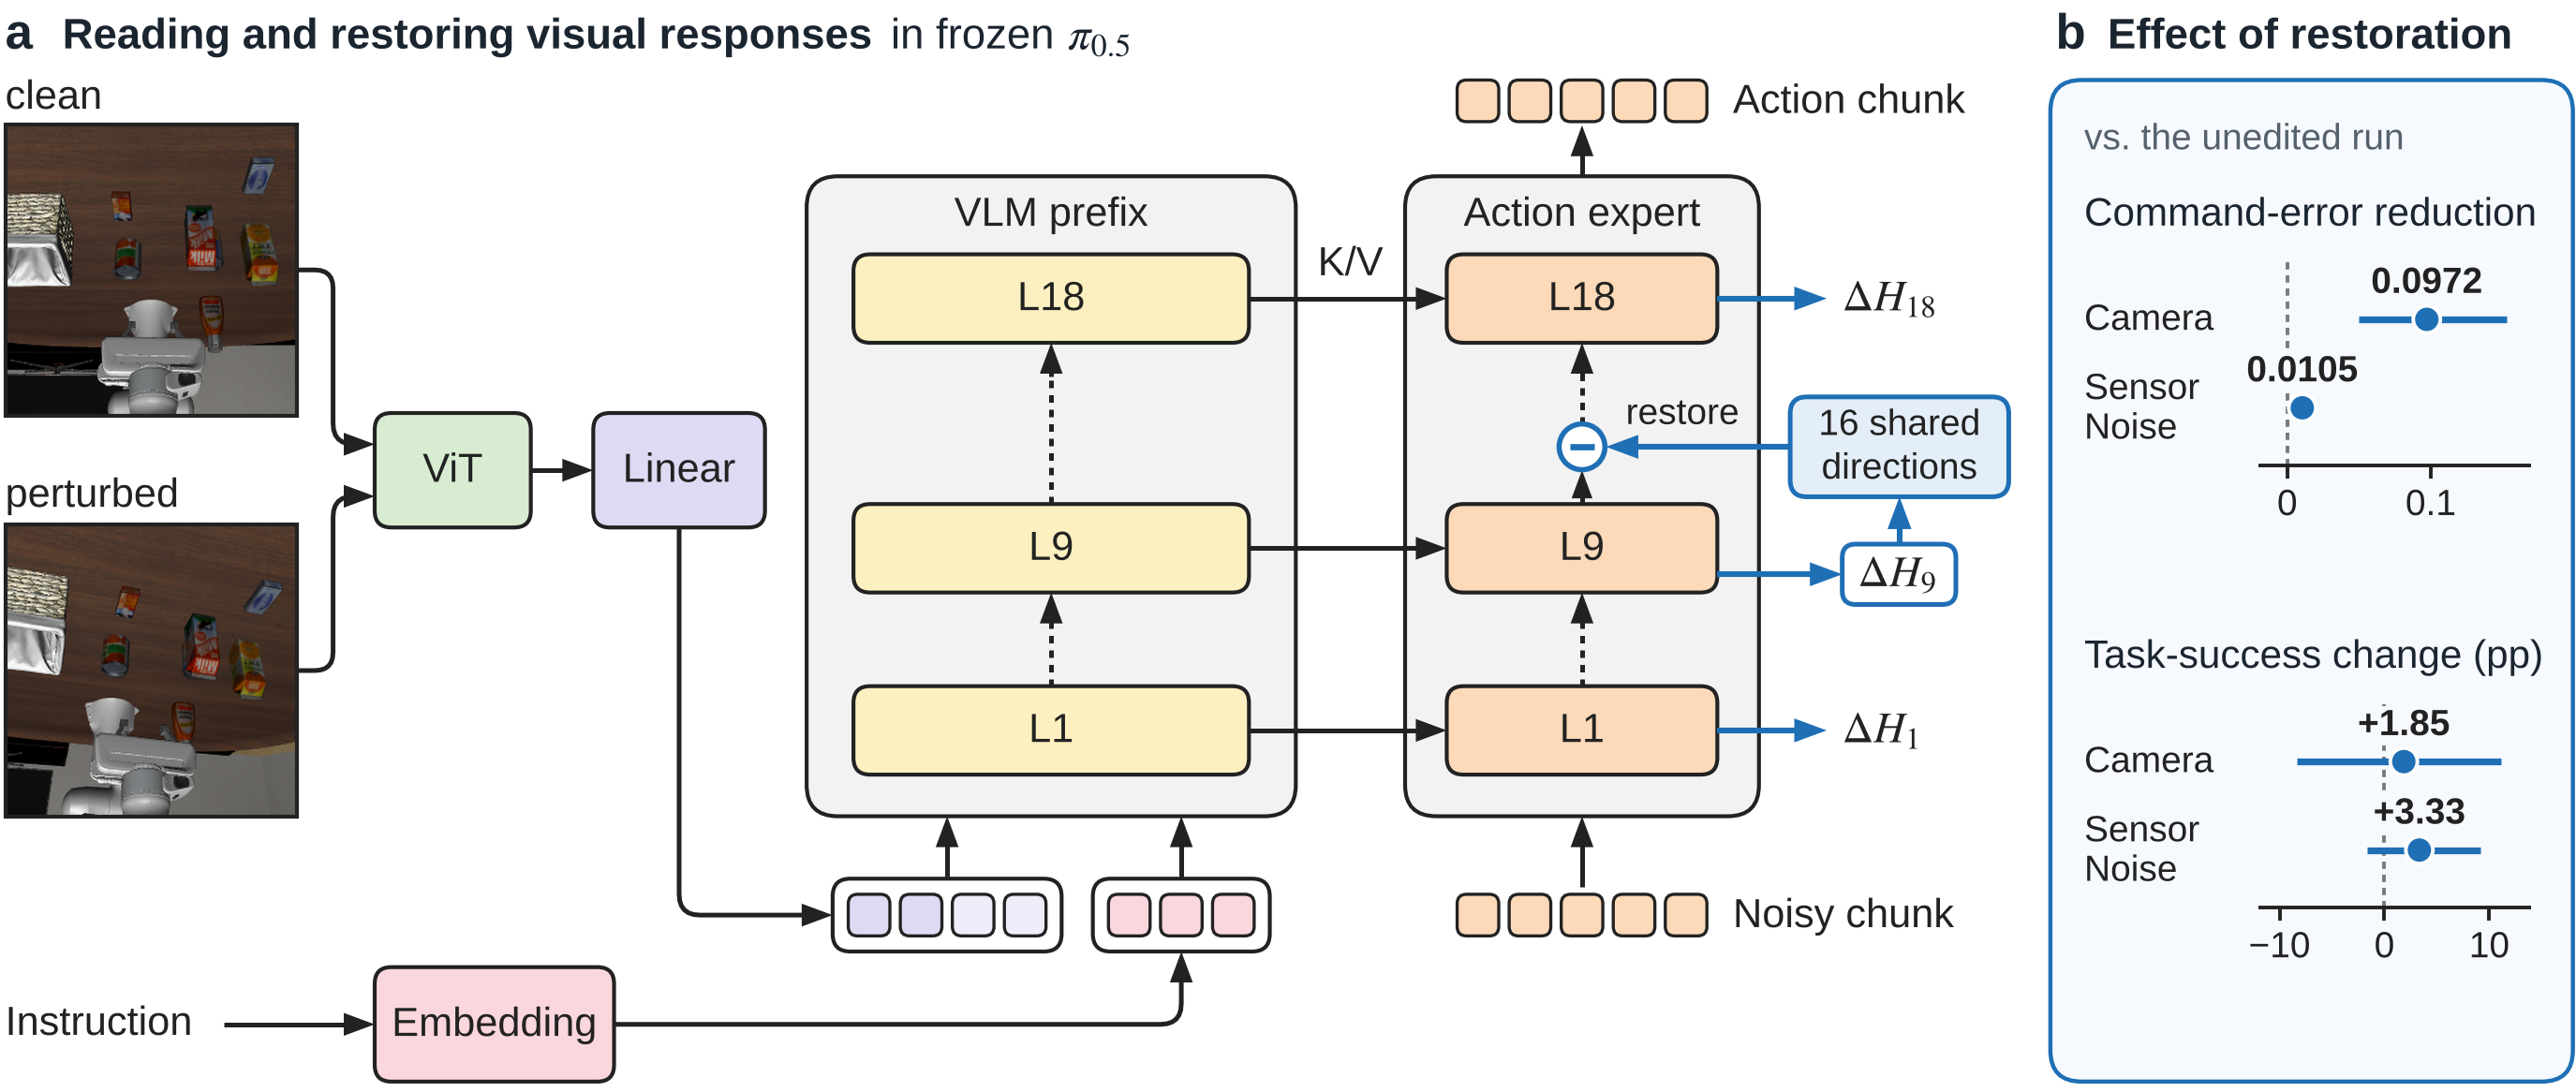 a Reading and restoring visual responses in frozen π0.5
clean
perturbed
Instruction
ViT
Linear
Embedding
VLM prefix
L18
L9
L1
K/V
Action chunk
Action expert
L18
L9
L1
Noisy chunk
restore
16 shared
directions
ΔH18
ΔH9
ΔH1
b Effect of restoration
vs. the unedited run
Command-error reduction
0.0972
Camera
0.0105
Sensor
Noise
0 0.1
Task-success change (pp)
+1.85
Camera
+3.33
Sensor
Noise
−10 0 10
Milk
Milk